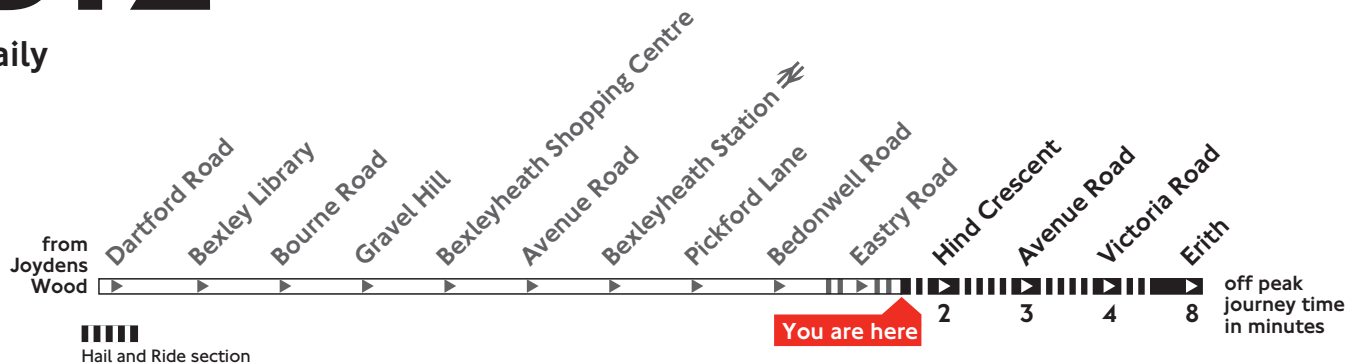 from
Joydens
Wood
Dartford Road
Bexley Library
Bourne Road
Gravel Hill
Bexleyheath Shopping Centre
Avenue Road
Bexleyheath Station
Pickford Lane
Bedonwell Road
Eastry Road
Hind Crescent
Avenue Road
Victoria Road
Erith
off peak
journey time
in minutes
You are here
2
3
4
8
Hail and Ride section